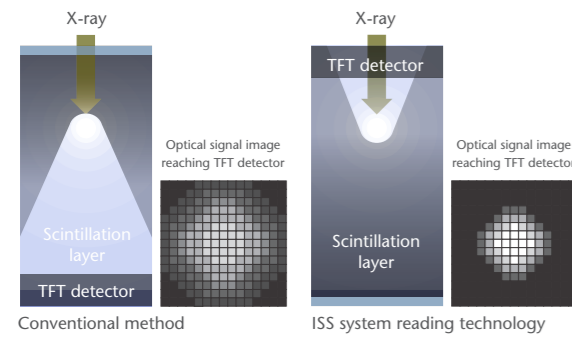 X-ray
Optical signal image
reaching TFT detector
Scintillation
layer
TFT detector
Conventional method
X-ray
TFT detector
Optical signal image
reaching TFT detector
Scintillation
layer
ISS system reading technology